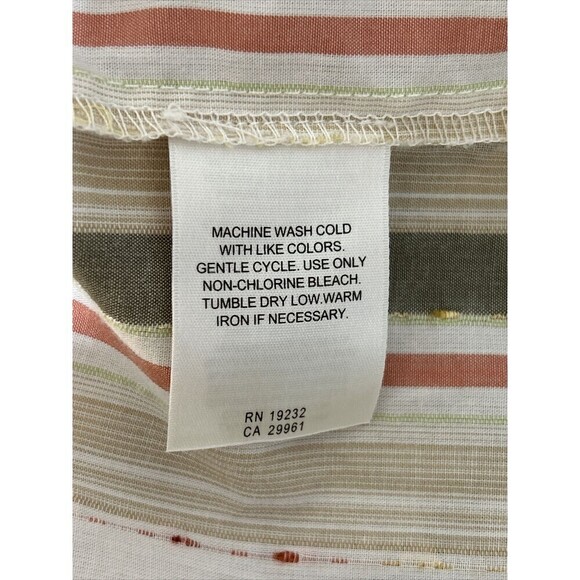 MACHINE WASH COLD
WITH LIKE COLORS.
GENTLE CYCLE. USE ONLY
NON-CHLORINE BLEACH.
TUMBLE DRY LOW.WARM
IRON IF NECESSARY.
RN 19232
CA 29961